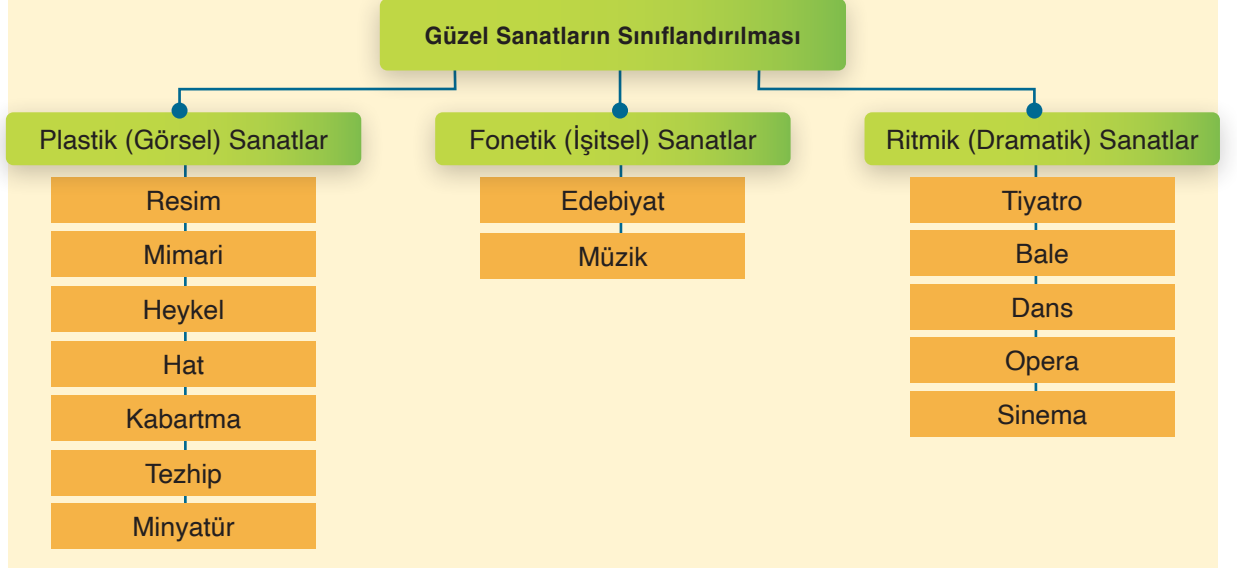 Güzel Sanatların Sınıflandırılması
Plastik (Görsel) Sanatlar
Resim
Mimari
Heykel
Hat
Kabartma
Tezhip
Minyatür
Fonetik (İşitsel) Sanatlar
Edebiyat
Müzik
Ritmik (Dramatik) Sanatlar
Tiyatro
Bale
Dans
Opera
Sinema